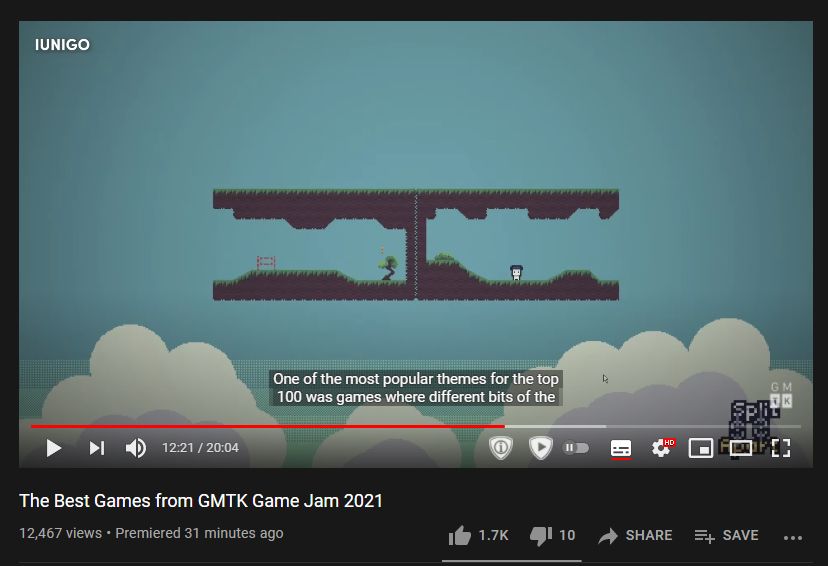 IUNIGO
One of the most popular themes for the top
100 was games where different bits of the
GM
TK
Split
12:21 / 20:04
HD
The Best Games from GMTK Game Jam 2021
12,467 views • Premiered 31 minutes ago
1.7K
10
SHARE
SAVE